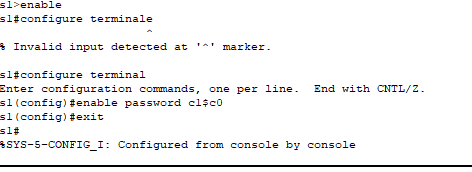 s1>enable
s1#configure terminale
^
% Invalid input detected at '^' marker.
s1#configure terminal
Enter configuration commands, one per line. End with CNTL/Z.
s1(config)#enable password c1$c0
s1(config)#exit
s1#
%SYS-5-CONFIG_I: Configured from console by console